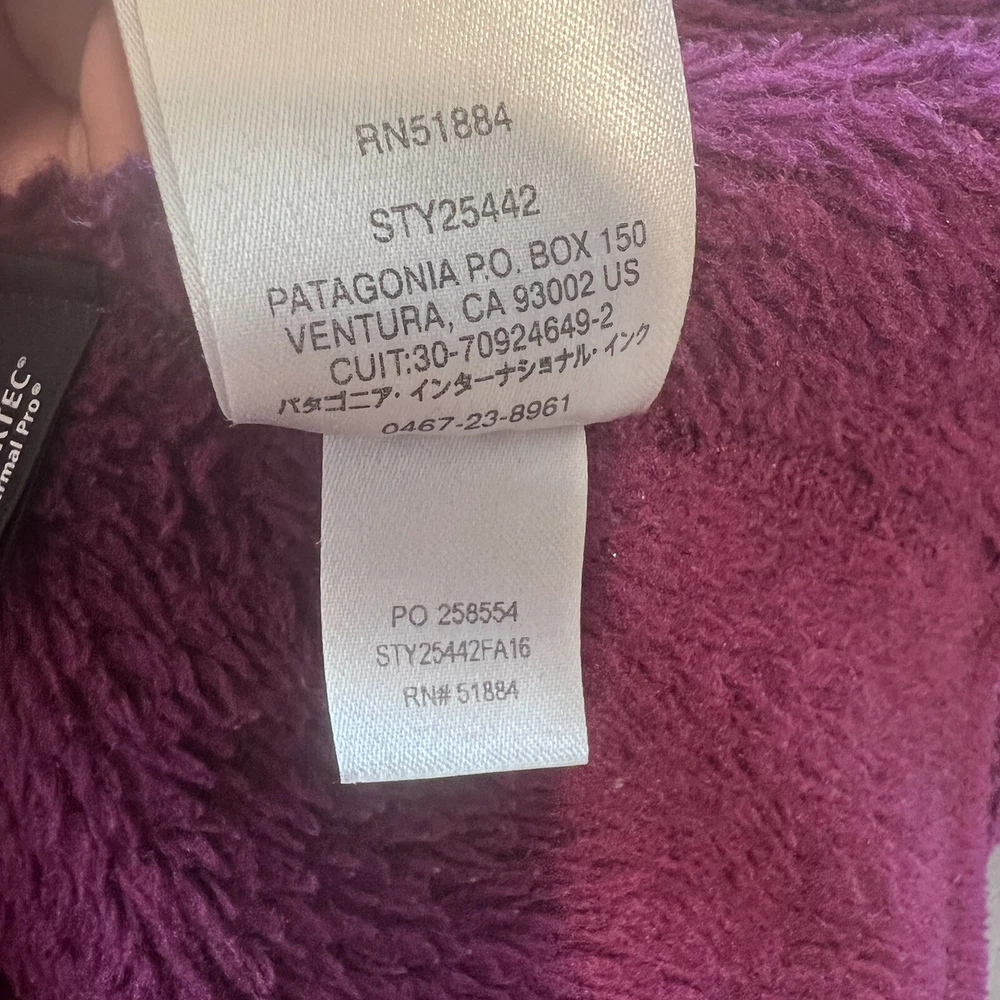 RN51884
STY25442
PATAGONIA P.O. BOX 150
VENTURA, CA 93002 US
CUIT:30-70924649-2
パタゴニア・インターナショナル・インク
0467-23-8961
PO 258554
STY25442FA16
RN# 51884
Pro®